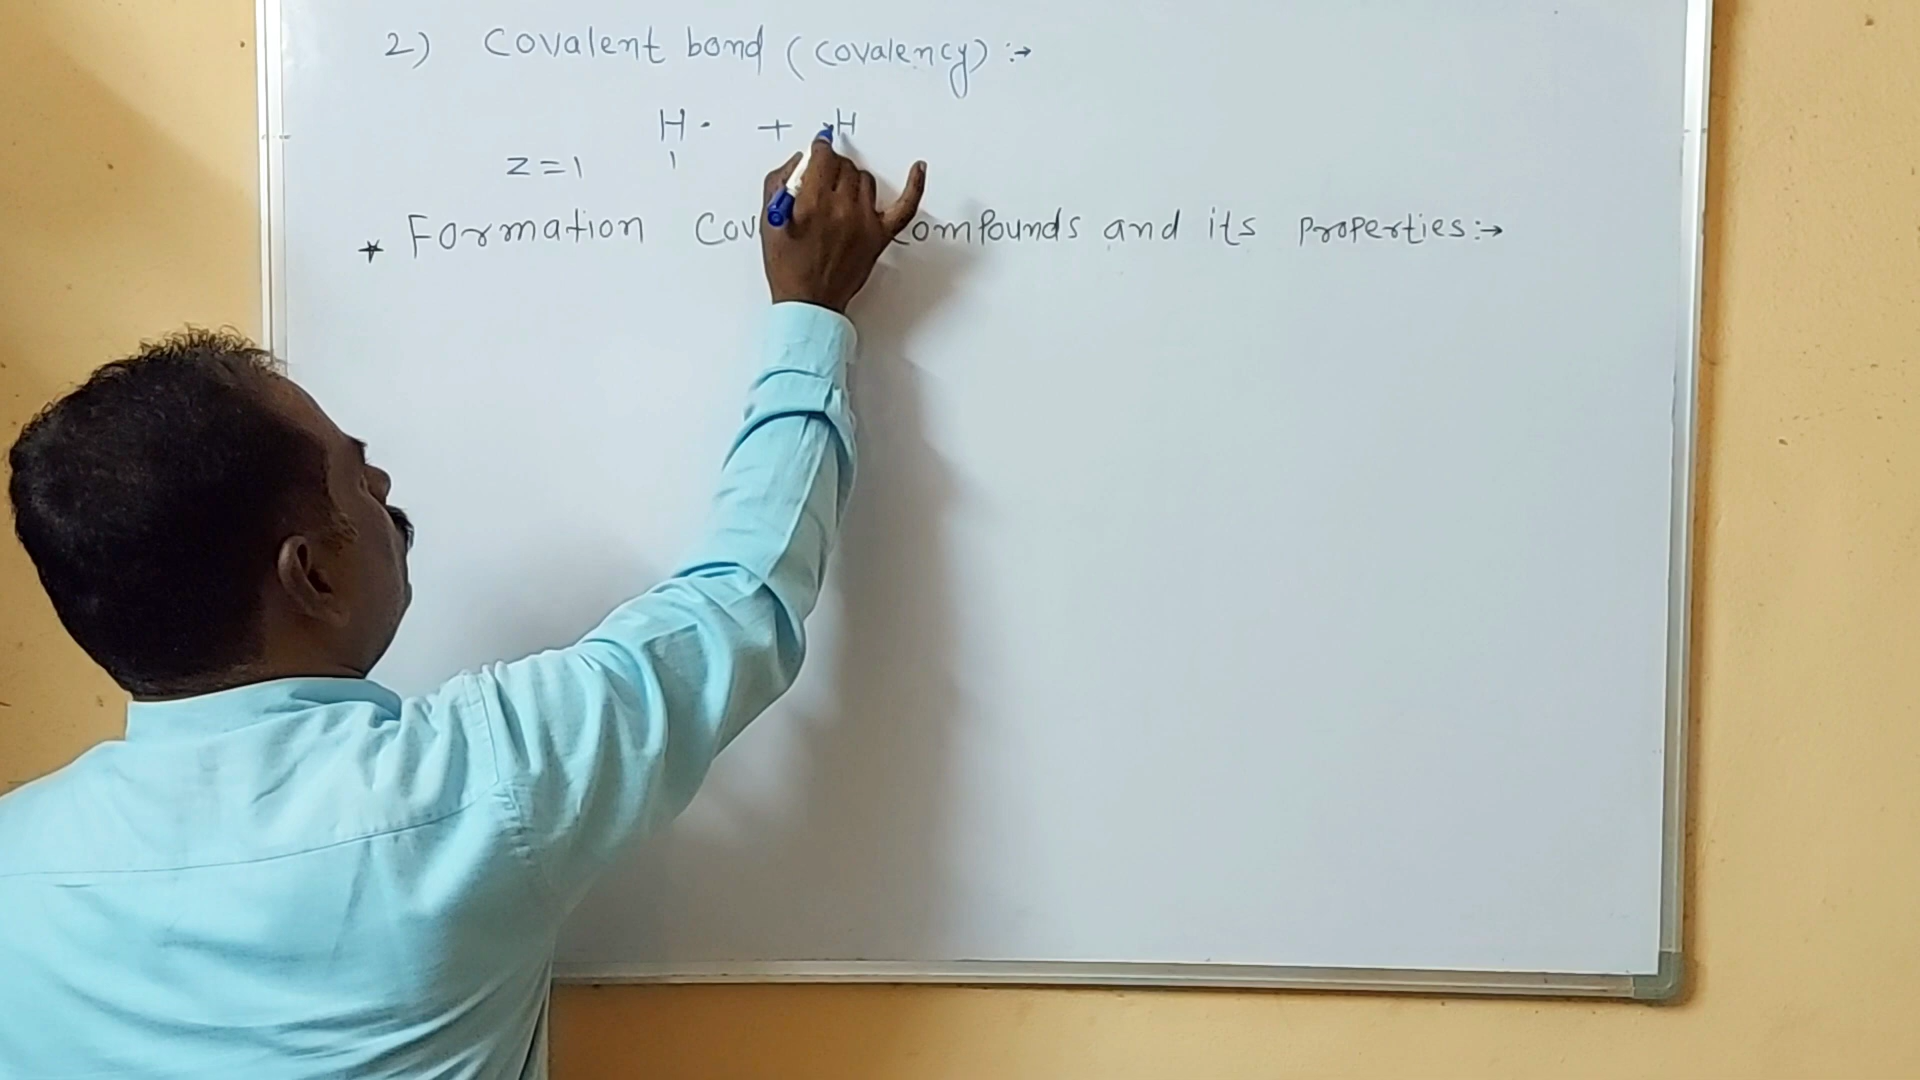 2) Covalent bond (covalency) :→
H · + H
Z = 1 1
* Formation Cov compounds and its properties :→